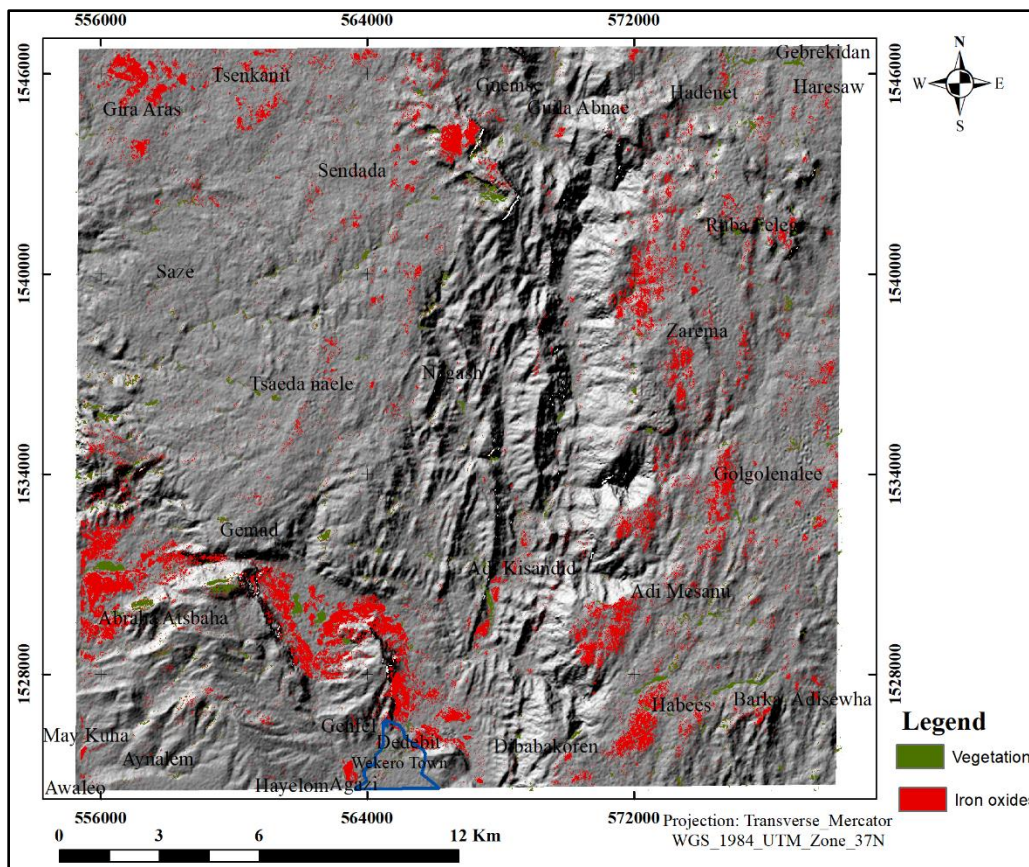 556000 564000 572000
N
W E
S
1546000
1540000
1534000
1528000
1546000
1540000
1534000
1528000
Gebrekidan
Tsenkanit
Guemse
Hadenet
Haresaw
Gira Aras
Guila Abnae
Sendada
Ruba Feleg
Saze
Zarema
Tsaeda naele
Negash
Golgolenalee
Gemad
Adi Kisandid
Adi Mesanu
Abraha Atsbaha
Habees
Barka Adisewha
Genfel
May Kuha
Dedebil
Dibabakoren
Aynalem
Wekero Town
Awaleo
HayelomAgazi
Legend
Vegetation
Iron oxides
556000 564000 572000
Projection: Transverse_Mercator
WGS_1984_UTM_Zone_37N
0 3 6 12 Km